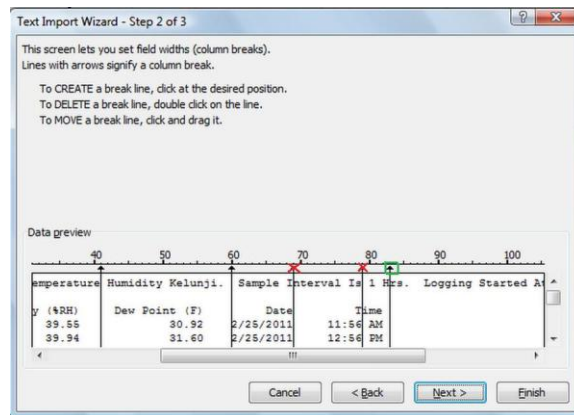 Text Import Wizard - Step 2 of 3
This screen lets you set field widths (column breaks).
Lines with arrows signify a column break.
To CREATE a break line, click at the desired position.
To DELETE a break line, double click on the line.
To MOVE a break line, click and drag it.
Data preview
40 50 60 70 80 90 100
emperature Humidity Kelunji. Sample Interval Is 1 Hrs. Logging Started At
y (%RH) Dew Point (F) Date Time
39.55 30.92 2/25/2011 11:56 AM
39.94 31.60 2/25/2011 12:56 PM
Cancel < Back Next > Finish